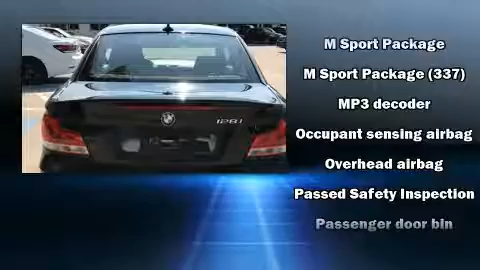 128i
M Sport Package
M Sport Package (337)
MP3 decoder
Occupant sensing airbag
Overhead airbag
Passed Safety Inspection
Passenger door bin